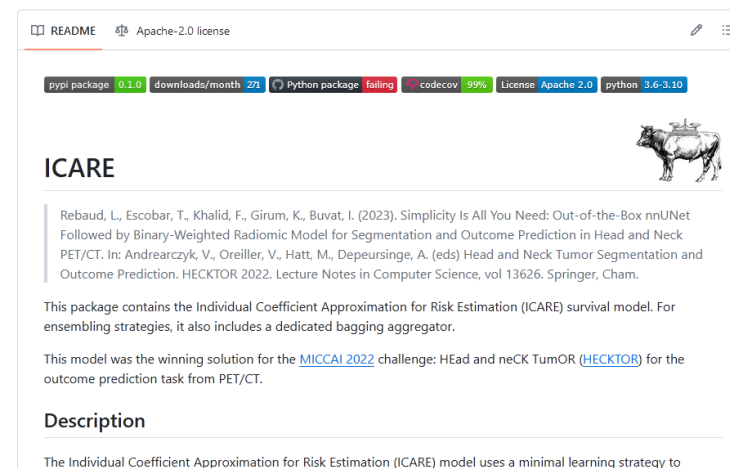 README
Apache-2.0 license
pypi package 0.1.0 downloads/month 271 Python package failing codecov 99% License Apache 2.0 python 3.6-3.10
ICARE
Rebaud, L., Escobar, T., Khalid, F., Girum, K., Buvat, I. (2023). Simplicity Is All You Need: Out-of-the-Box nnUNet
Followed by Binary-Weighted Radiomic Model for Segmentation and Outcome Prediction in Head and Neck
PET/CT. In: Andrearczyk, V., Oreiller, V., Hatt, M., Depeursinge, A. (eds) Head and Neck Tumor Segmentation and
Outcome Prediction. HECKTOR 2022. Lecture Notes in Computer Science, vol 13626. Springer, Cham.
This package contains the Individual Coefficient Approximation for Risk Estimation (ICARE) survival model. For
ensembling strategies, it also includes a dedicated bagging aggregator.
This model was the winning solution for the MICCAI 2022 challenge: HEad and neCK TumOR (HECKTOR) for the
outcome prediction task from PET/CT.
Description
The Individual Coefficient Approximation for Risk Estimation (ICARE) model uses a minimal learning strategy to